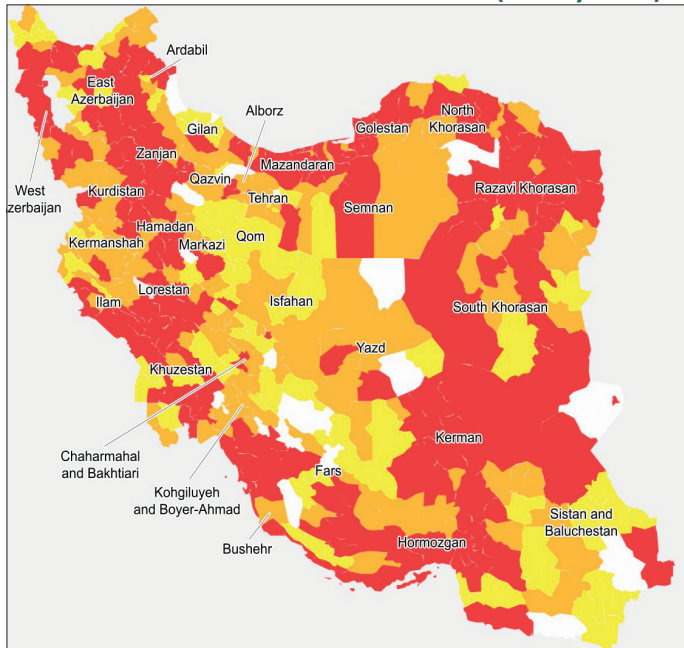 Ardabil
East
Azerbaijan
Alborz
North
Khorasan
Golestan
Gilan
Zanjan
Mazandaran
Qazvin
Razavi Khorasan
West
zerbaijan
Kurdistan
Tehran
Semnan
Hamadan
Qom
Kermanshah
Markazi
Lorestan
Ilam
Isfahan
South Khorasan
Yazd
Khuzestan
Kerman
Chaharmahal
and Bakhtiari
Fars
Kohgiluyeh
and Boyer-Ahmad
Sistan and
Baluchestan
Hormozgan
Bushehr